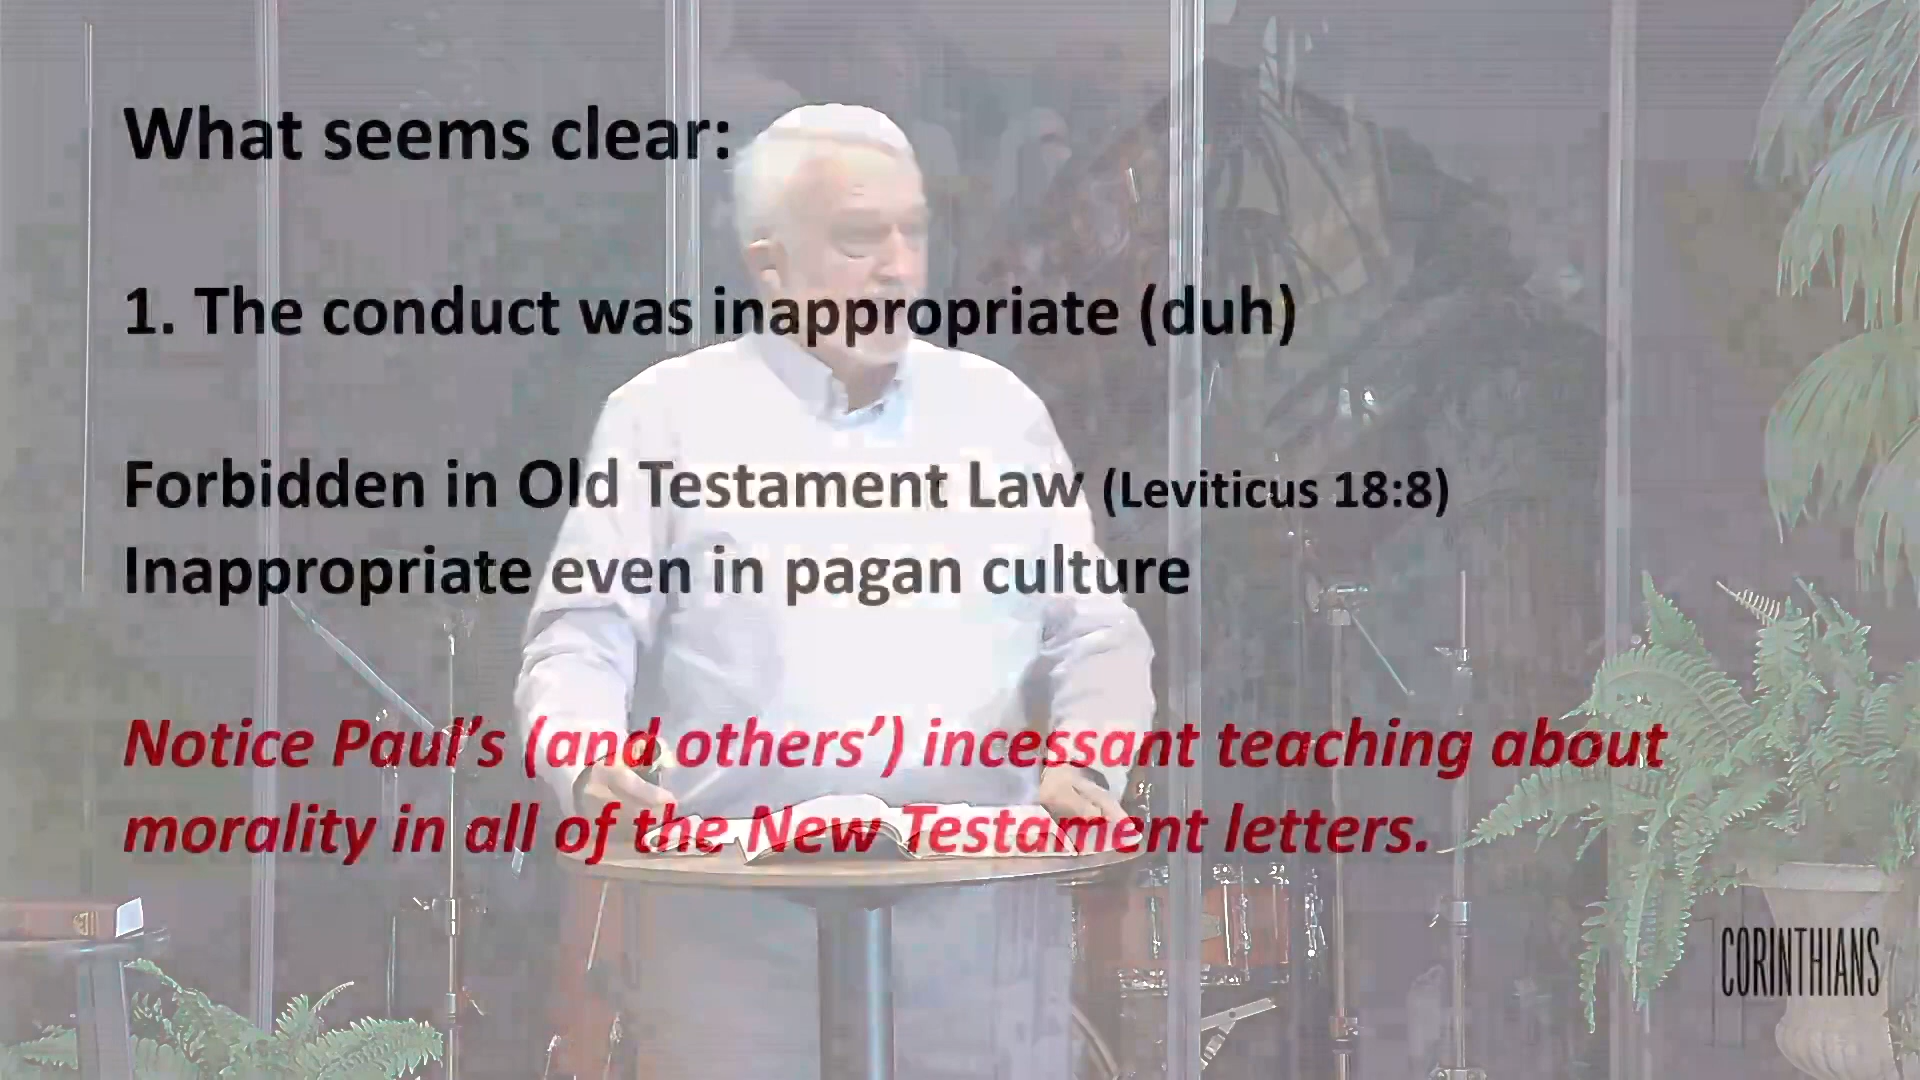 What seems clear:
1. The conduct was inappropriate (duh)
Forbidden in Old Testament Law (Leviticus 18:8)
Inappropriate even in pagan culture
Notice Paul's (and others') incessant teaching about
morality in all of the New Testament letters.
CORINTHIANS